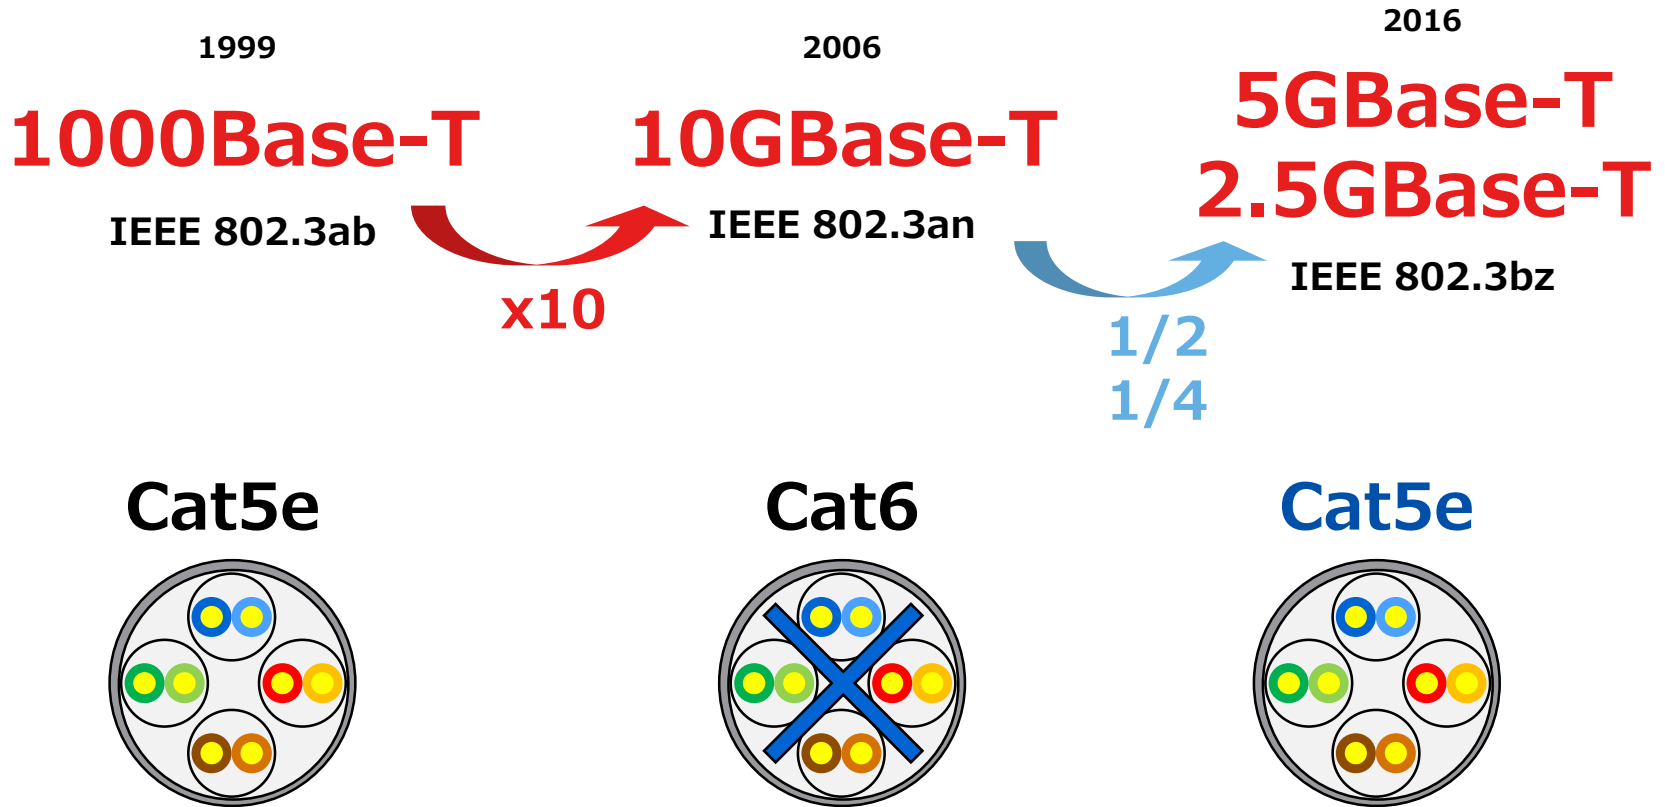 1999
1000Base-T
IEEE 802.3ab
x10
2006
10GBase-T
IEEE 802.3an
1/2
1/4
2016
5GBase-T
2.5GBase-T
IEEE 802.3bz
Cat5e
Cat6
Cat5e